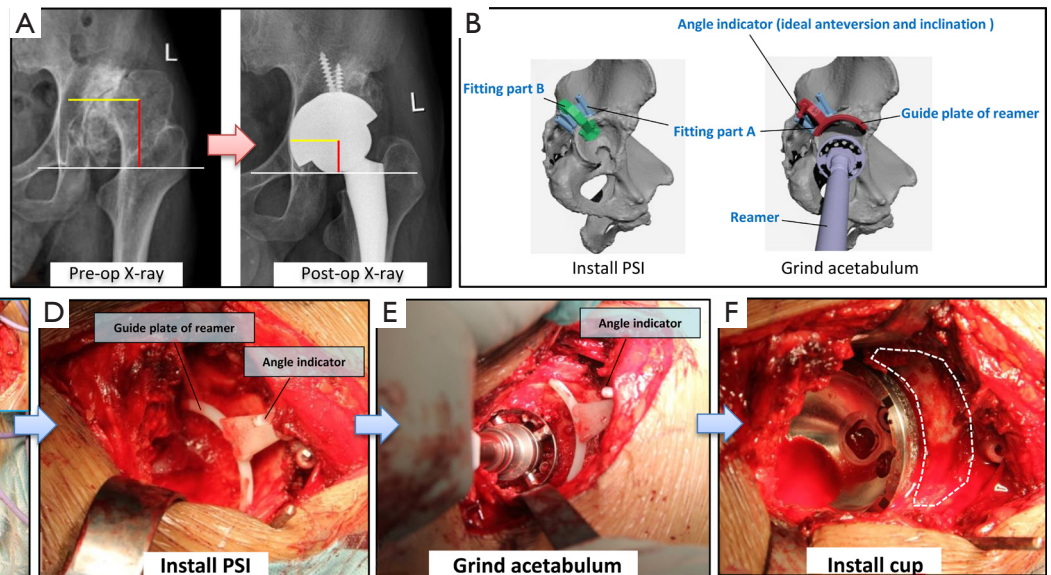 A
L
L
Pre-op X-ray
Post-op X-ray
B
Angle indicator (ideal anteversion and inclination )
Fitting part B
Fitting part A
Guide plate of reamer
Reamer
Install PSI
Grind acetabulum
D
Guide plate of reamer
Angle indicator
Install PSI
E
Angle indicator
Grind acetabulum
F
Install cup